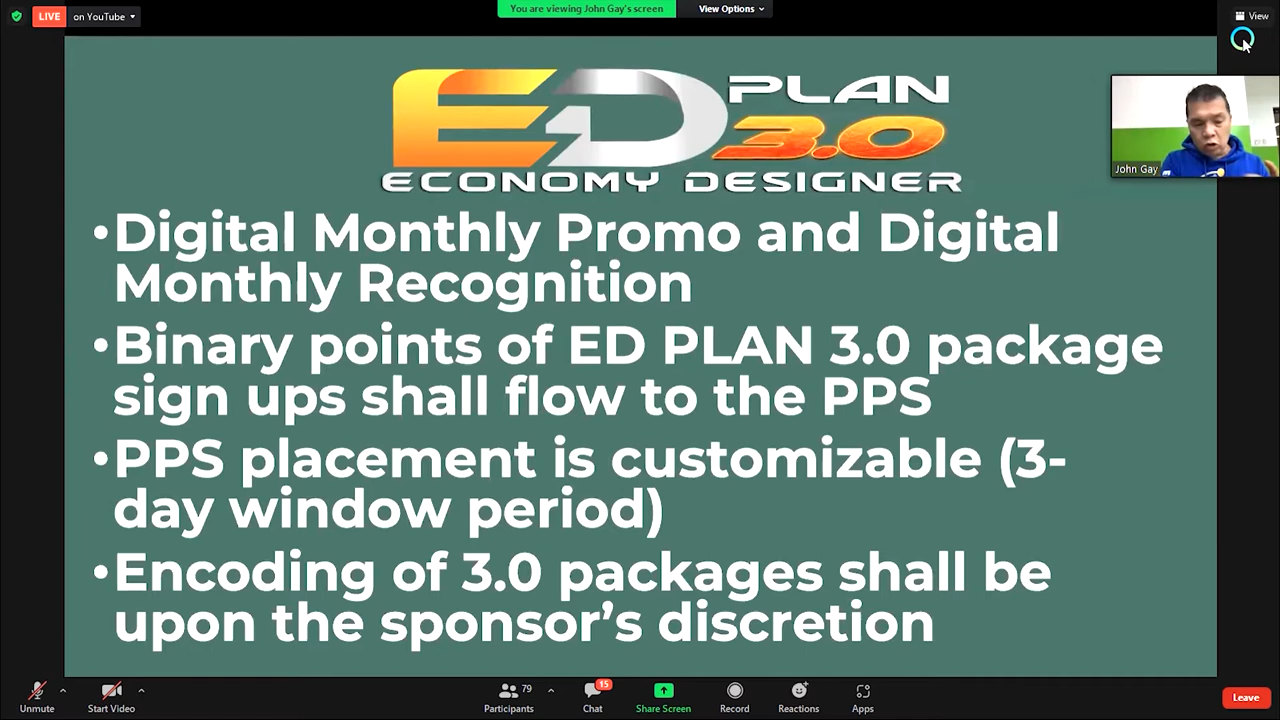 LIVE
on YouTube
You are viewing John Gay's screen
View Options
View
ED PLAN 3.0
ECONOMY DESIGNER
John Gay
•Digital Monthly Promo and Digital
Monthly Recognition
•Binary points of ED PLAN 3.0 package
sign ups shall flow to the PPS
•PPS placement is customizable (3-
day window period)
•Encoding of 3.0 packages shall be
upon the sponsor’s discretion
Unmute
Start Video
79
Participants
15
Chat
Share Screen
Record
Reactions
Apps
Leave